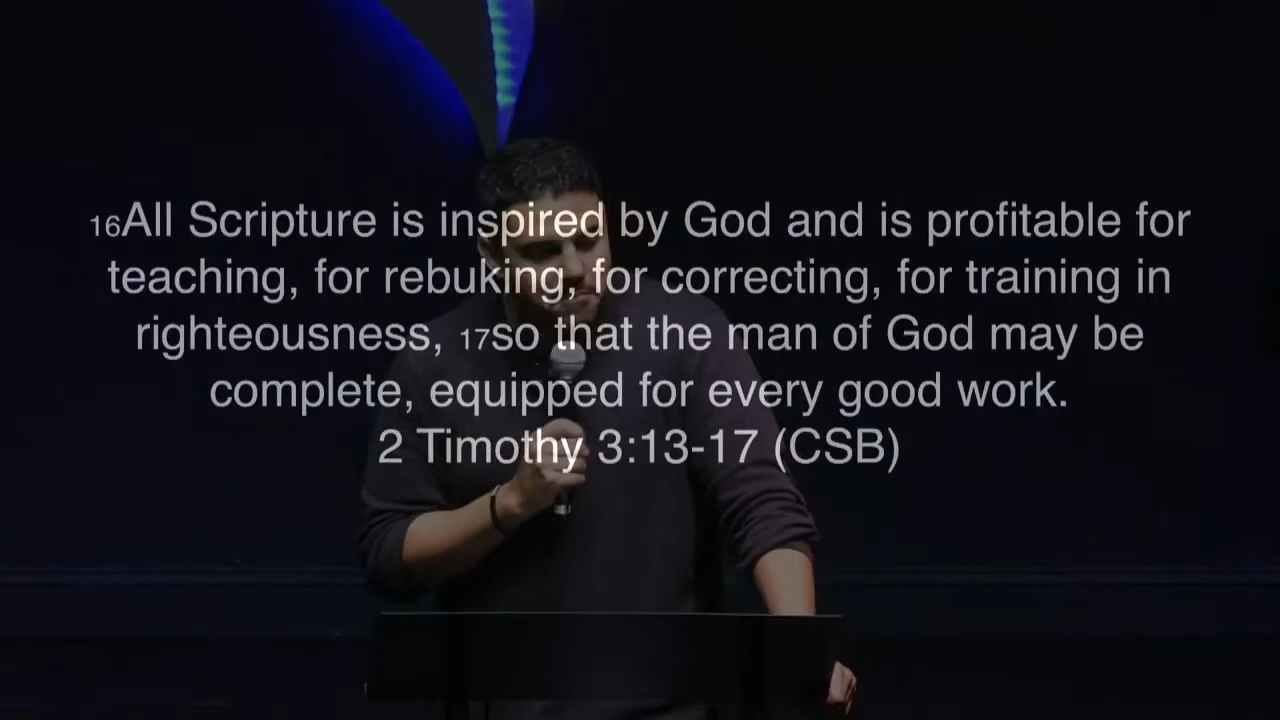 16All Scripture is inspired by God and is profitable for
teaching, for rebuking, for correcting, for training in
righteousness, 17so that the man of God may be
complete, equipped for every good work.
2 Timothy 3:13-17 (CSB)